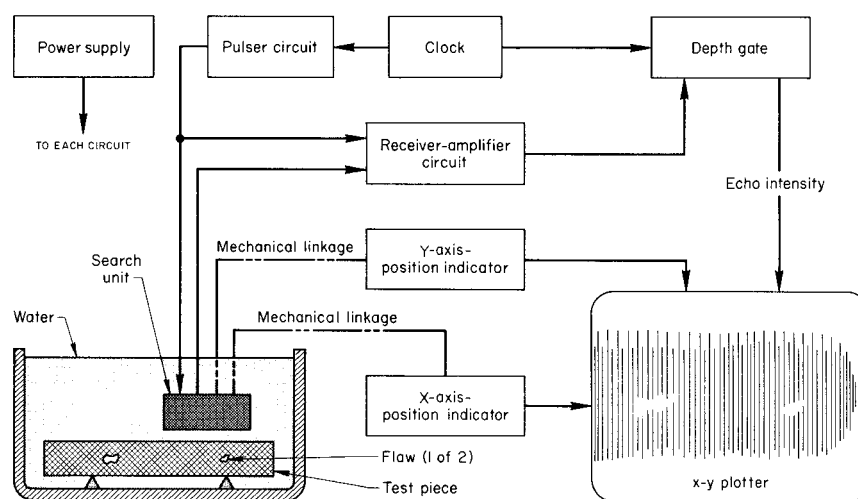 Power supply
Pulser circuit
Clock
Depth gate
TO EACH CIRCUIT
Receiver-amplifier
circuit
Echo intensity
Mechanical linkage
Y-axis-
position indicator
Search
unit
Water
Mechanical linkage
X-axis-
position indicator
Flaw (1 of 2)
Test piece
x-y plotter